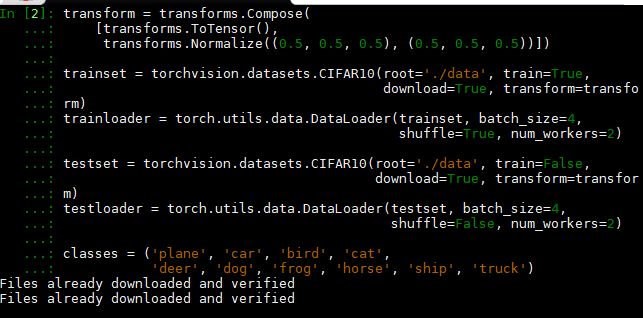 In [2]: transform = transforms.Compose(
   ...:     [transforms.ToTensor(),
   ...:      transforms.Normalize((0.5, 0.5, 0.5), (0.5, 0.5, 0.5))])
   ...:
   ...: trainset = torchvision.datasets.CIFAR10(root='./data', train=True,
   ...:                                         download=True, transform=transfo
   ...: rm)
   ...: trainloader = torch.utils.data.DataLoader(trainset, batch_size=4,
   ...:                                           shuffle=True, num_workers=2)
   ...:
   ...: testset = torchvision.datasets.CIFAR10(root='./data', train=False,
   ...:                                        download=True, transform=transfor
   ...: m)
   ...: testloader = torch.utils.data.DataLoader(testset, batch_size=4,
   ...:                                          shuffle=False, num_workers=2)
   ...:
   ...: classes = ('plane', 'car', 'bird', 'cat',
   ...:            'deer', 'dog', 'frog', 'horse', 'ship', 'truck')
Files already downloaded and verified
Files already downloaded and verified